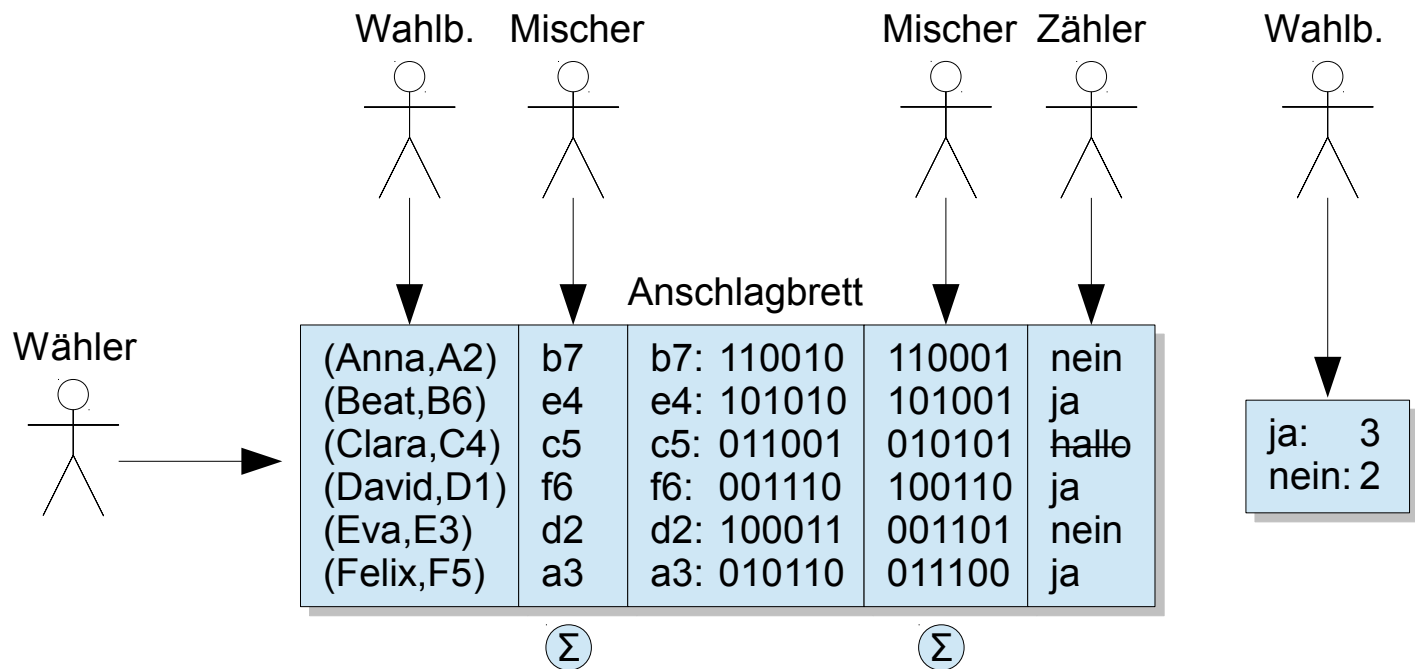 Wahlb. Mischer Mischer Zähler Wahlb.
Anschlagbrett
Wähler
(Anna,A2) b7 b7: 110010 110001 nein
(Beat,B6) e4 e4: 101010 101001 ja
(Clara,C4) c5 c5: 011001 010101 hallo
(David,D1) f6 f6: 001110 100110 ja
(Eva,E3) d2 d2: 100011 001101 nein
(Felix,F5) a3 a3: 010110 011100 ja
ja: 3
nein: 2
Σ Σ